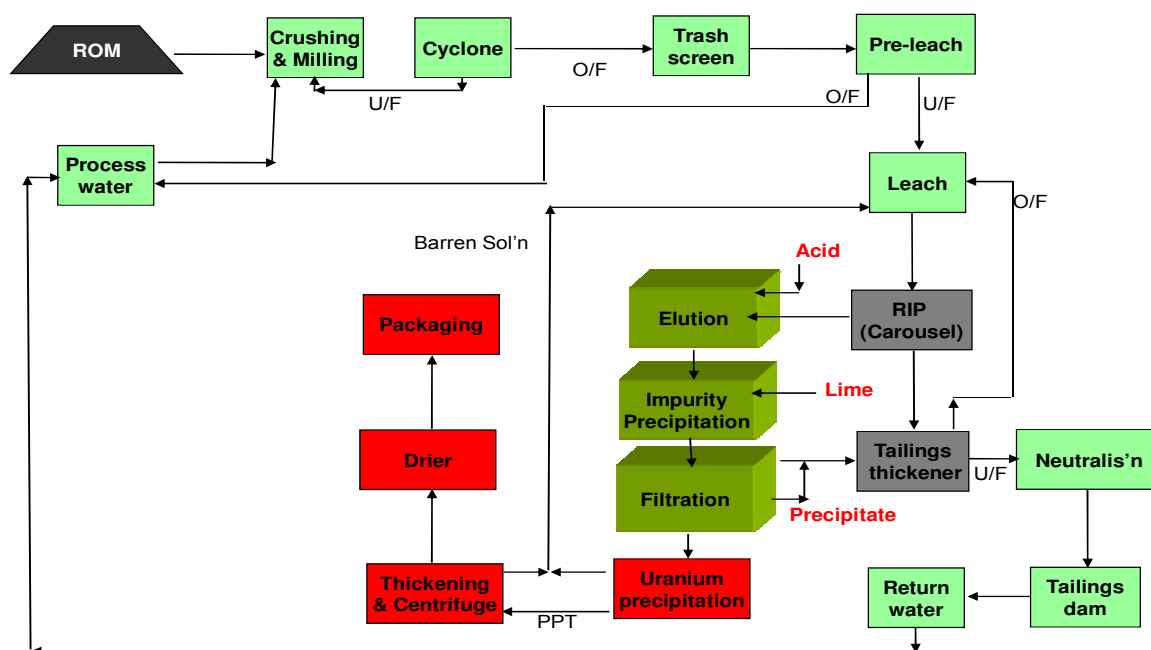 ROM
Crushing
& Milling
Cyclone
O/F
Trash
screen
Pre-leach
U/F
O/F
U/F
Process
water
Leach
O/F
Barren Sol'n
Acid
Packaging
Elution
RIP
(Carousel)
Impurity
Precipitation
Lime
Drier
Filtration
Tailings
thickener
U/F
Neutralis'n
Precipitate
Thickening
& Centrifuge
PPT
Uranium
precipitation
Return
water
Tailings
dam